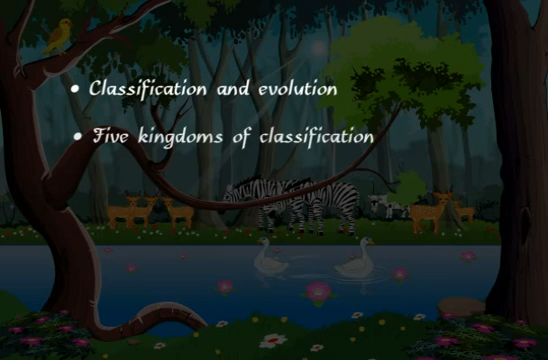 • Classification and evolution
• Five kingdoms of classification